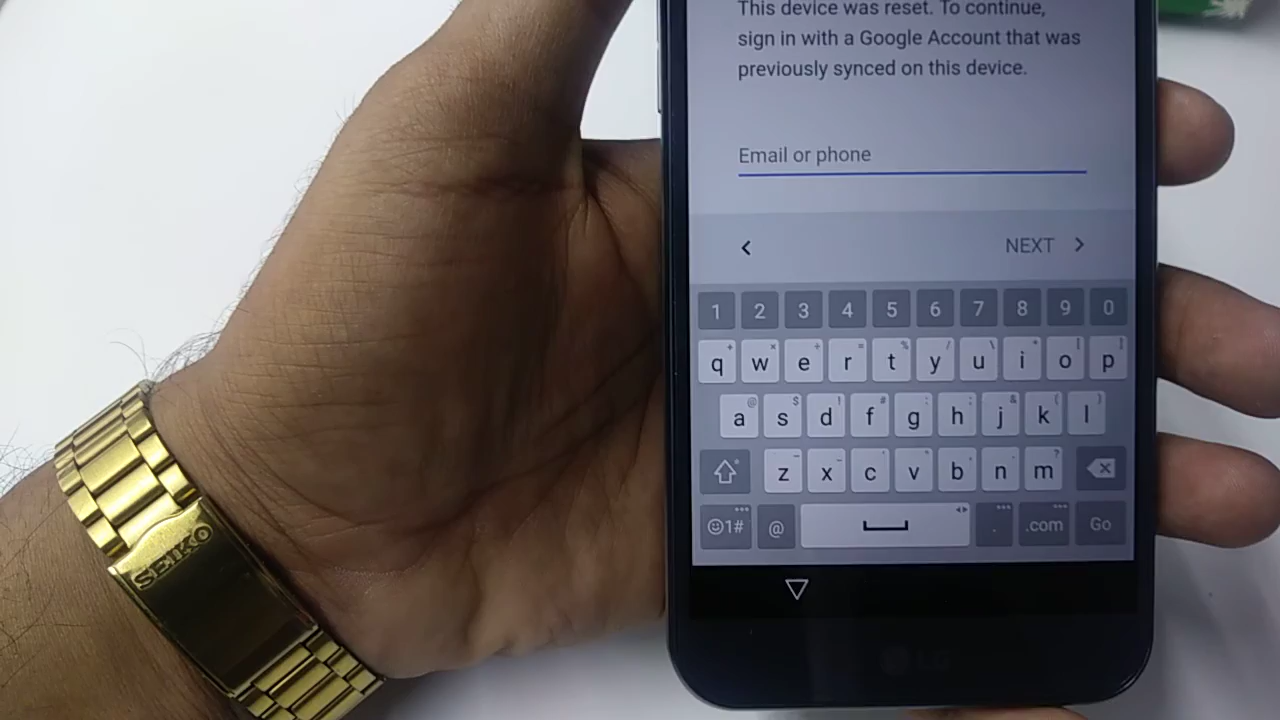 This device was reset. To continue,
sign in with a Google Account that was
previously synced on this device.
Email or phone
NEXT
1 2 3 4 5 6 7 8 9 0
q w e r t y u i o p
a s d f g h j k l
z x c v b n m
1# @ . .com Go
LG
SEIKO